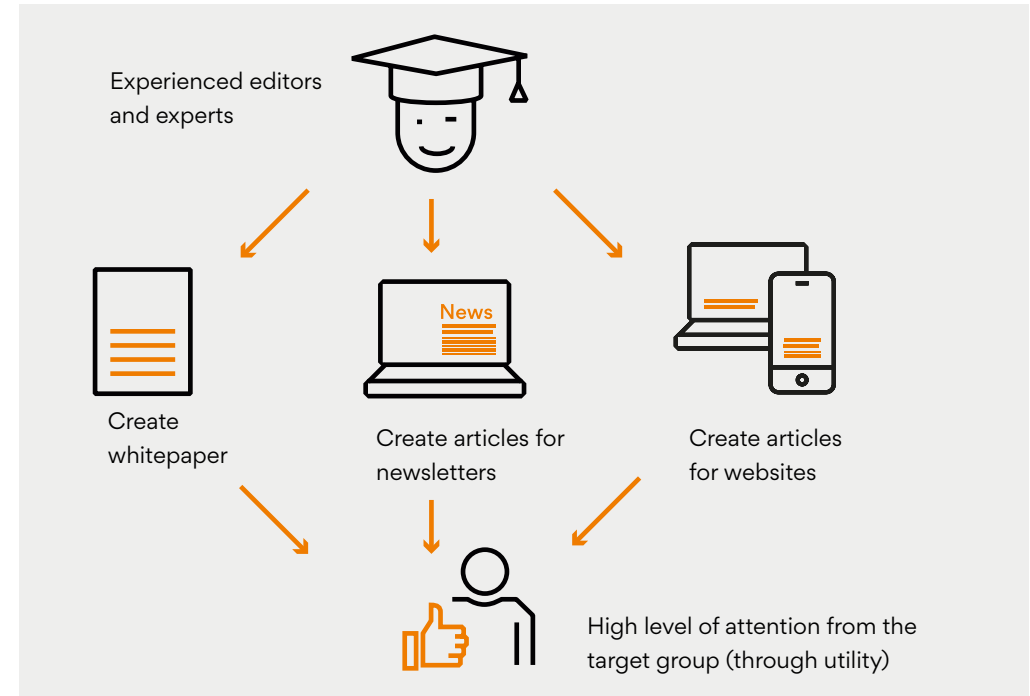 Experienced editors
and experts
News
Create
whitepaper
Create articles for
newsletters
Create articles
for websites
High level of attention from the
target group (through utility)